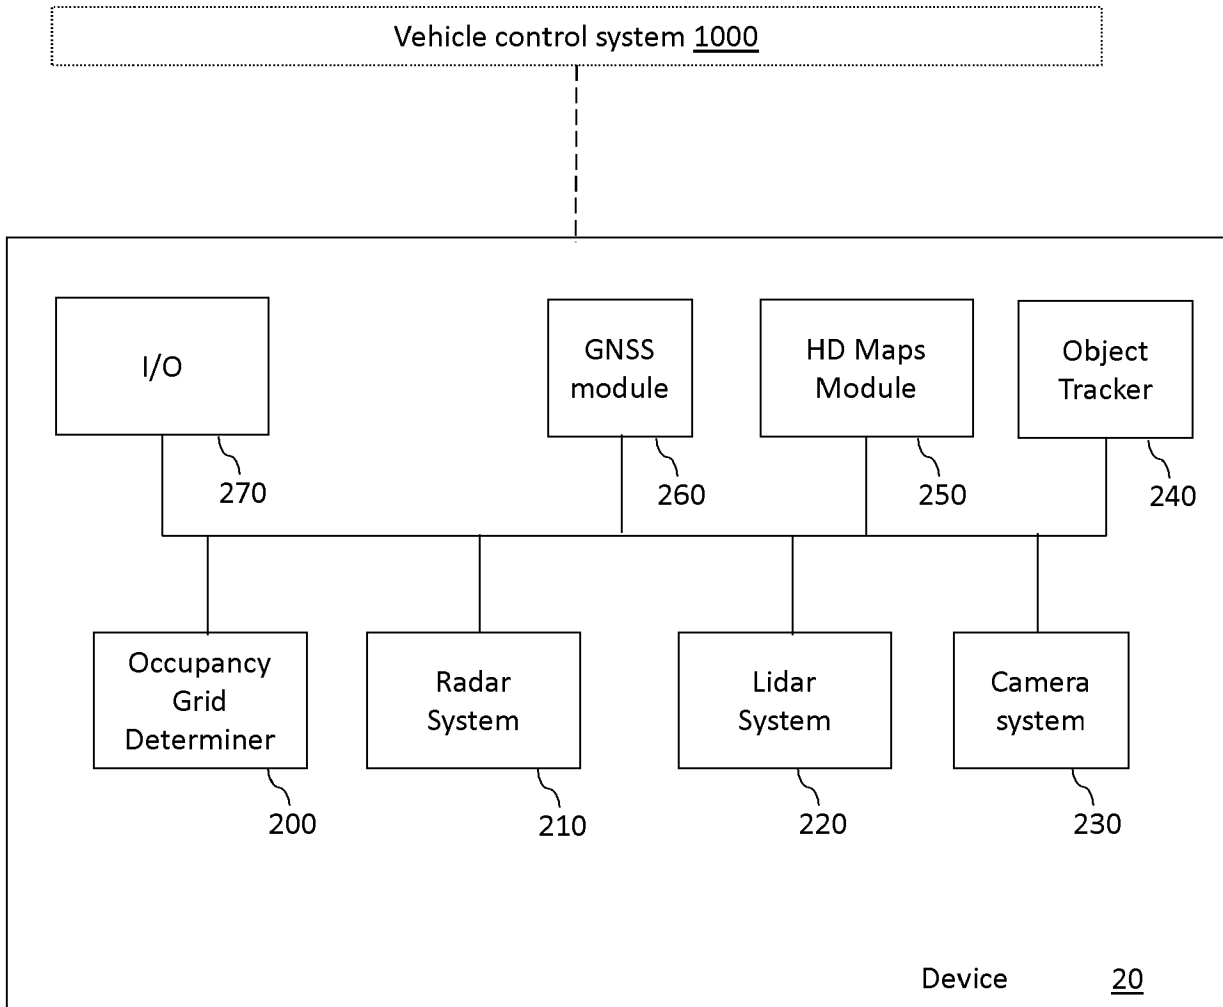 Vehicle control system 1000
I/O
GNSS
module
HD Maps
Module
Object
Tracker
270
260
250
240
Occupancy
Grid
Determiner
Radar
System
Lidar
System
Camera
system
200
210
220
230
Device 20